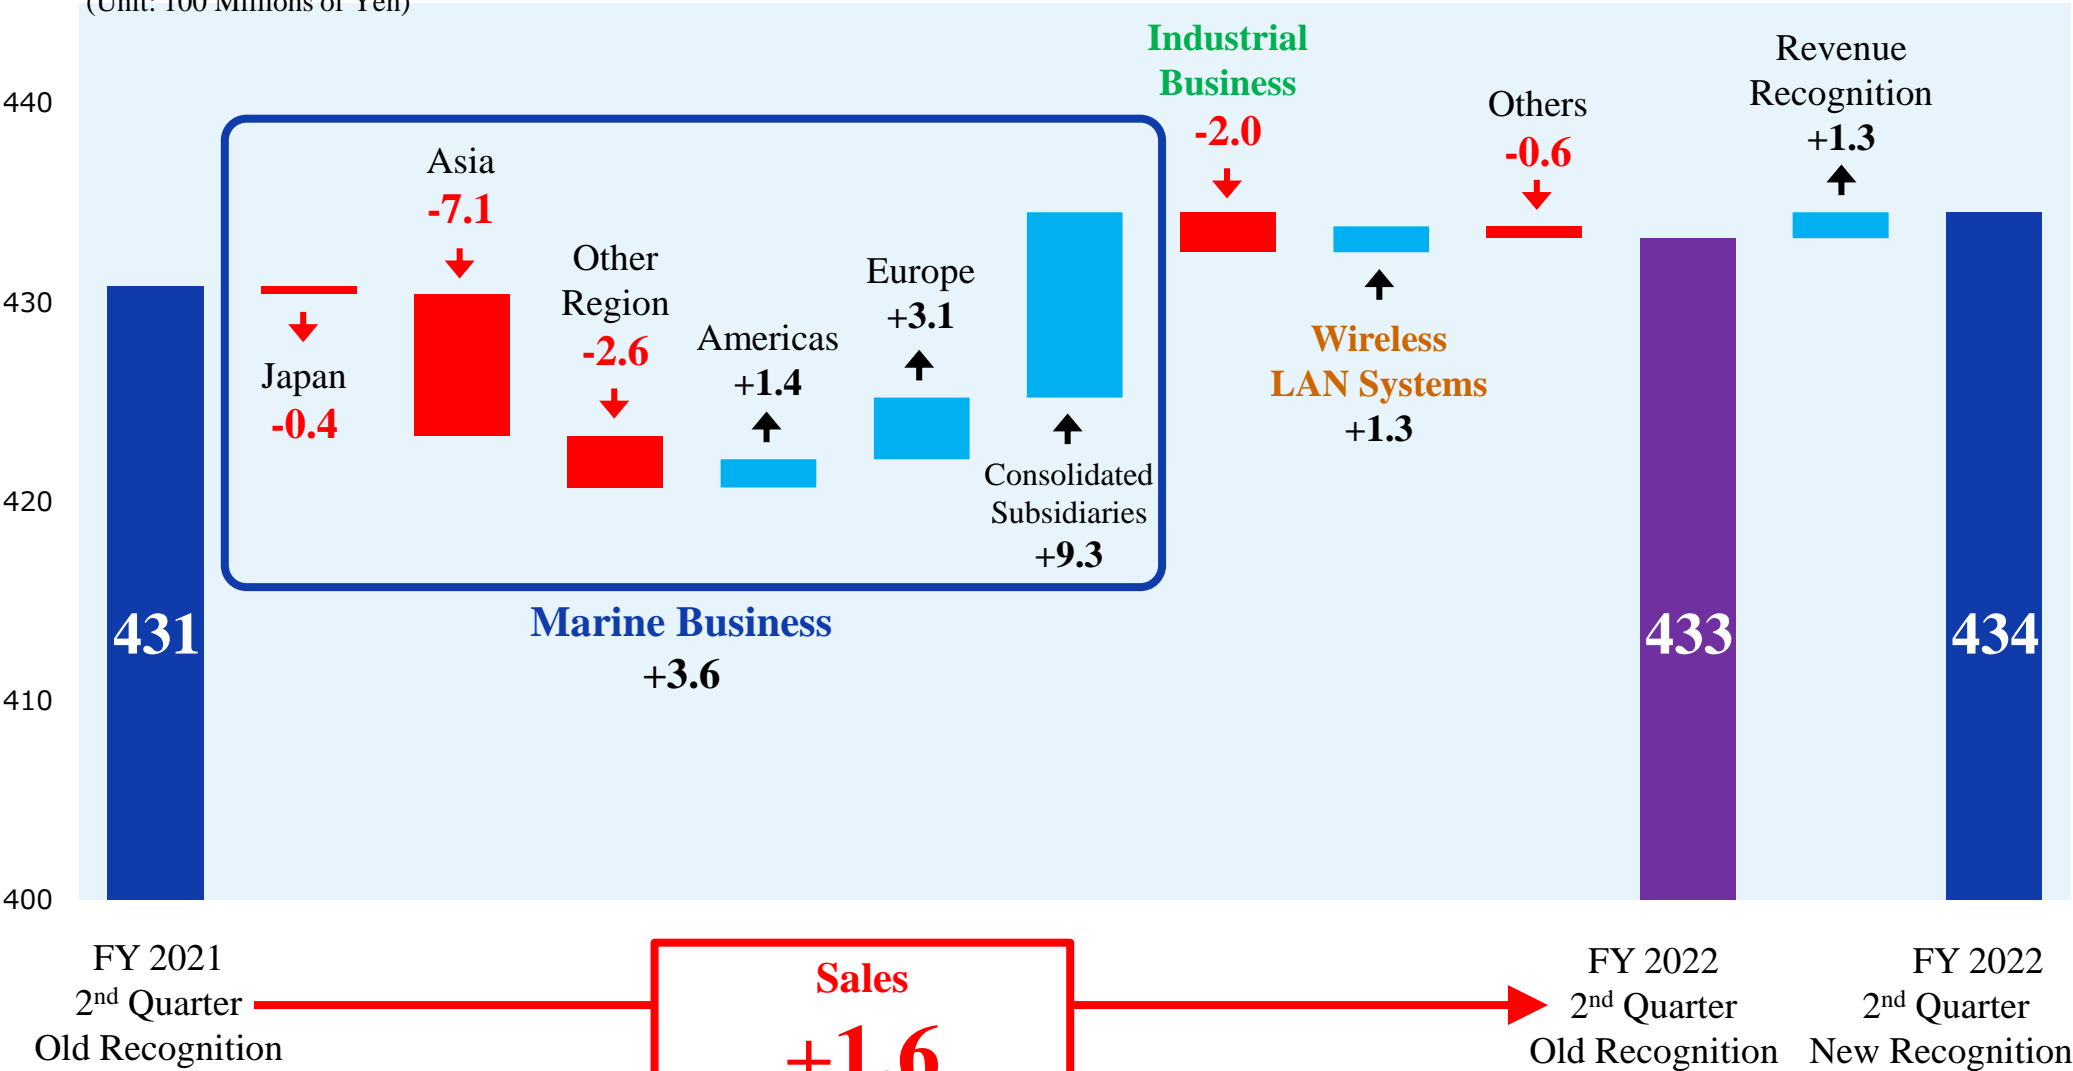 (Unit: 100 Millions of Yen)
440
430
420
410
400
431
Japan
-0.4
Asia
-7.1
Other
Region
-2.6
Americas
+1.4
Europe
+3.1
Consolidated
Subsidiaries
+9.3
Marine Business
+3.6
Industrial
Business
-2.0
Wireless
LAN Systems
+1.3
Others
-0.6
433
Revenue
Recognition
+1.3
434
FY 2021
2nd Quarter
Old Recognition
Sales
+1.6
FY 2022
2nd Quarter
Old Recognition
FY 2022
2nd Quarter
New Recognition